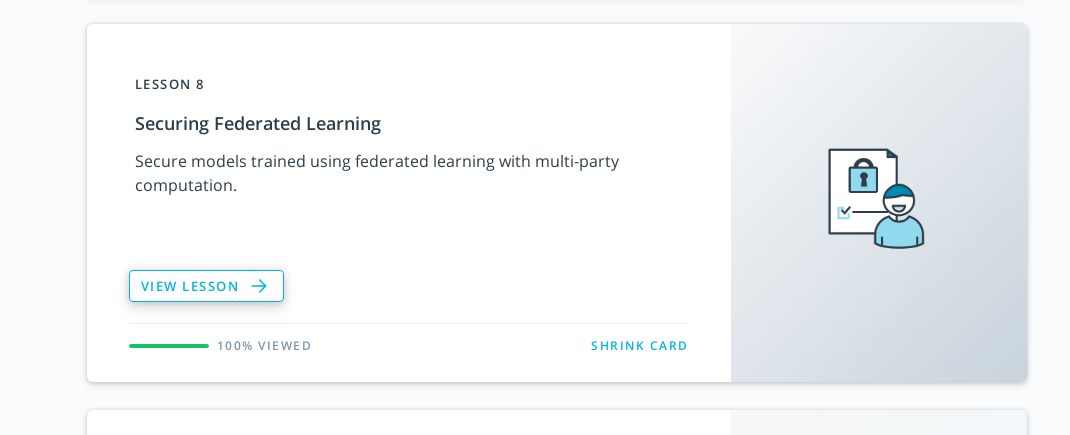 LESSON 8
Securing Federated Learning
Secure models trained using federated learning with multi-party
computation.
VIEW LESSON
100% VIEWED
SHRINK CARD